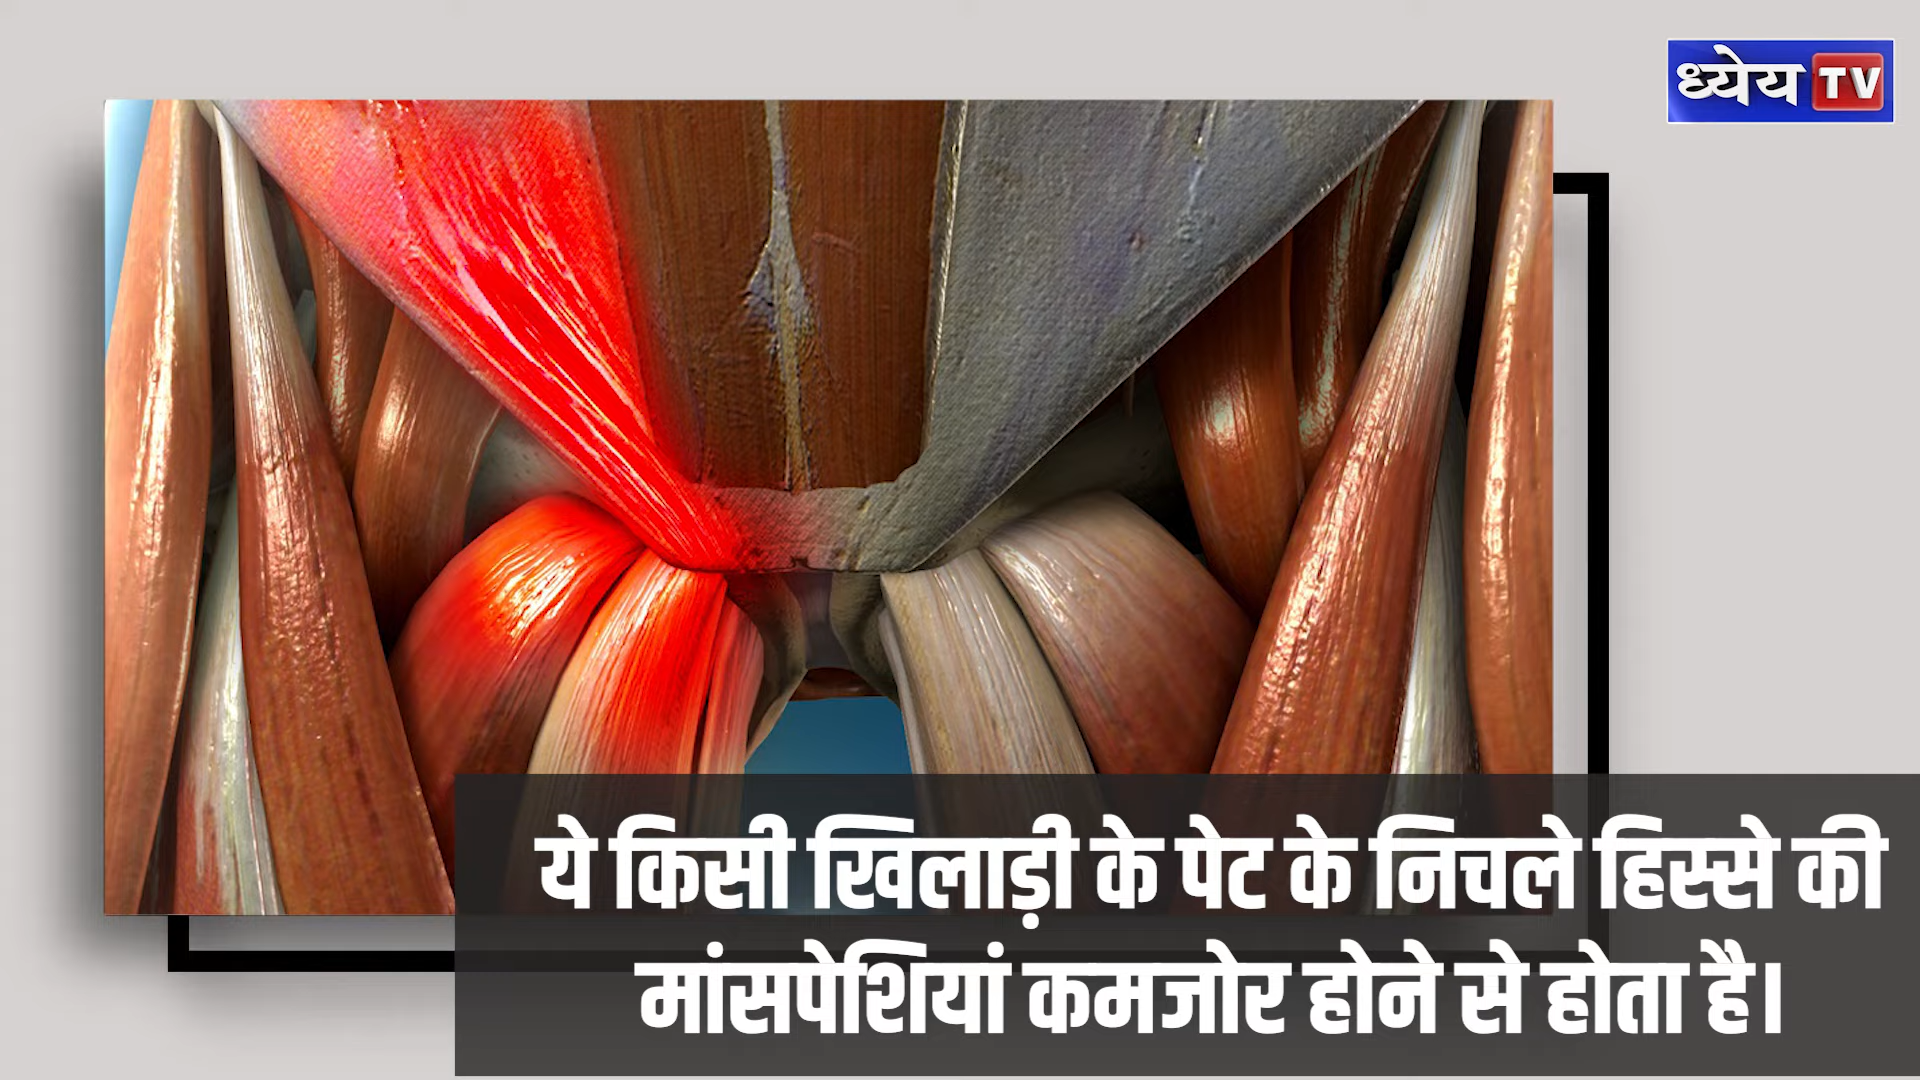 ध्येय TV
ये किसी खिलाड़ी के पेट के निचले हिस्से की
मांसपेशियां कमजोर होने से होता है।